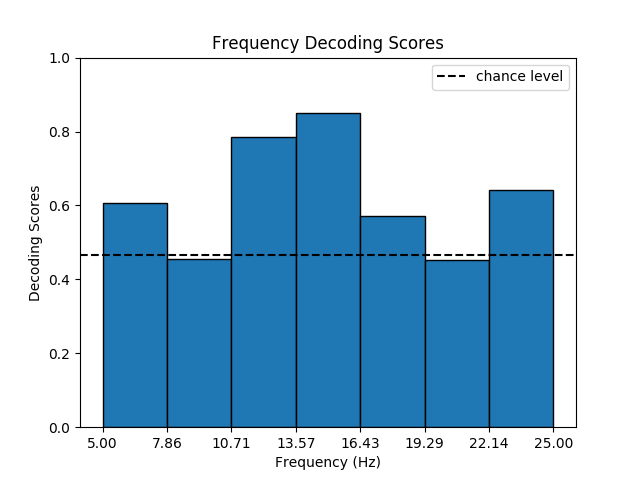 Frequency Decoding Scores
chance level
Decoding Scores
1.0
0.8
0.6
0.4
0.2
0.0
5.00 7.86 10.71 13.57 16.43 19.29 22.14 25.00
Frequency (Hz)